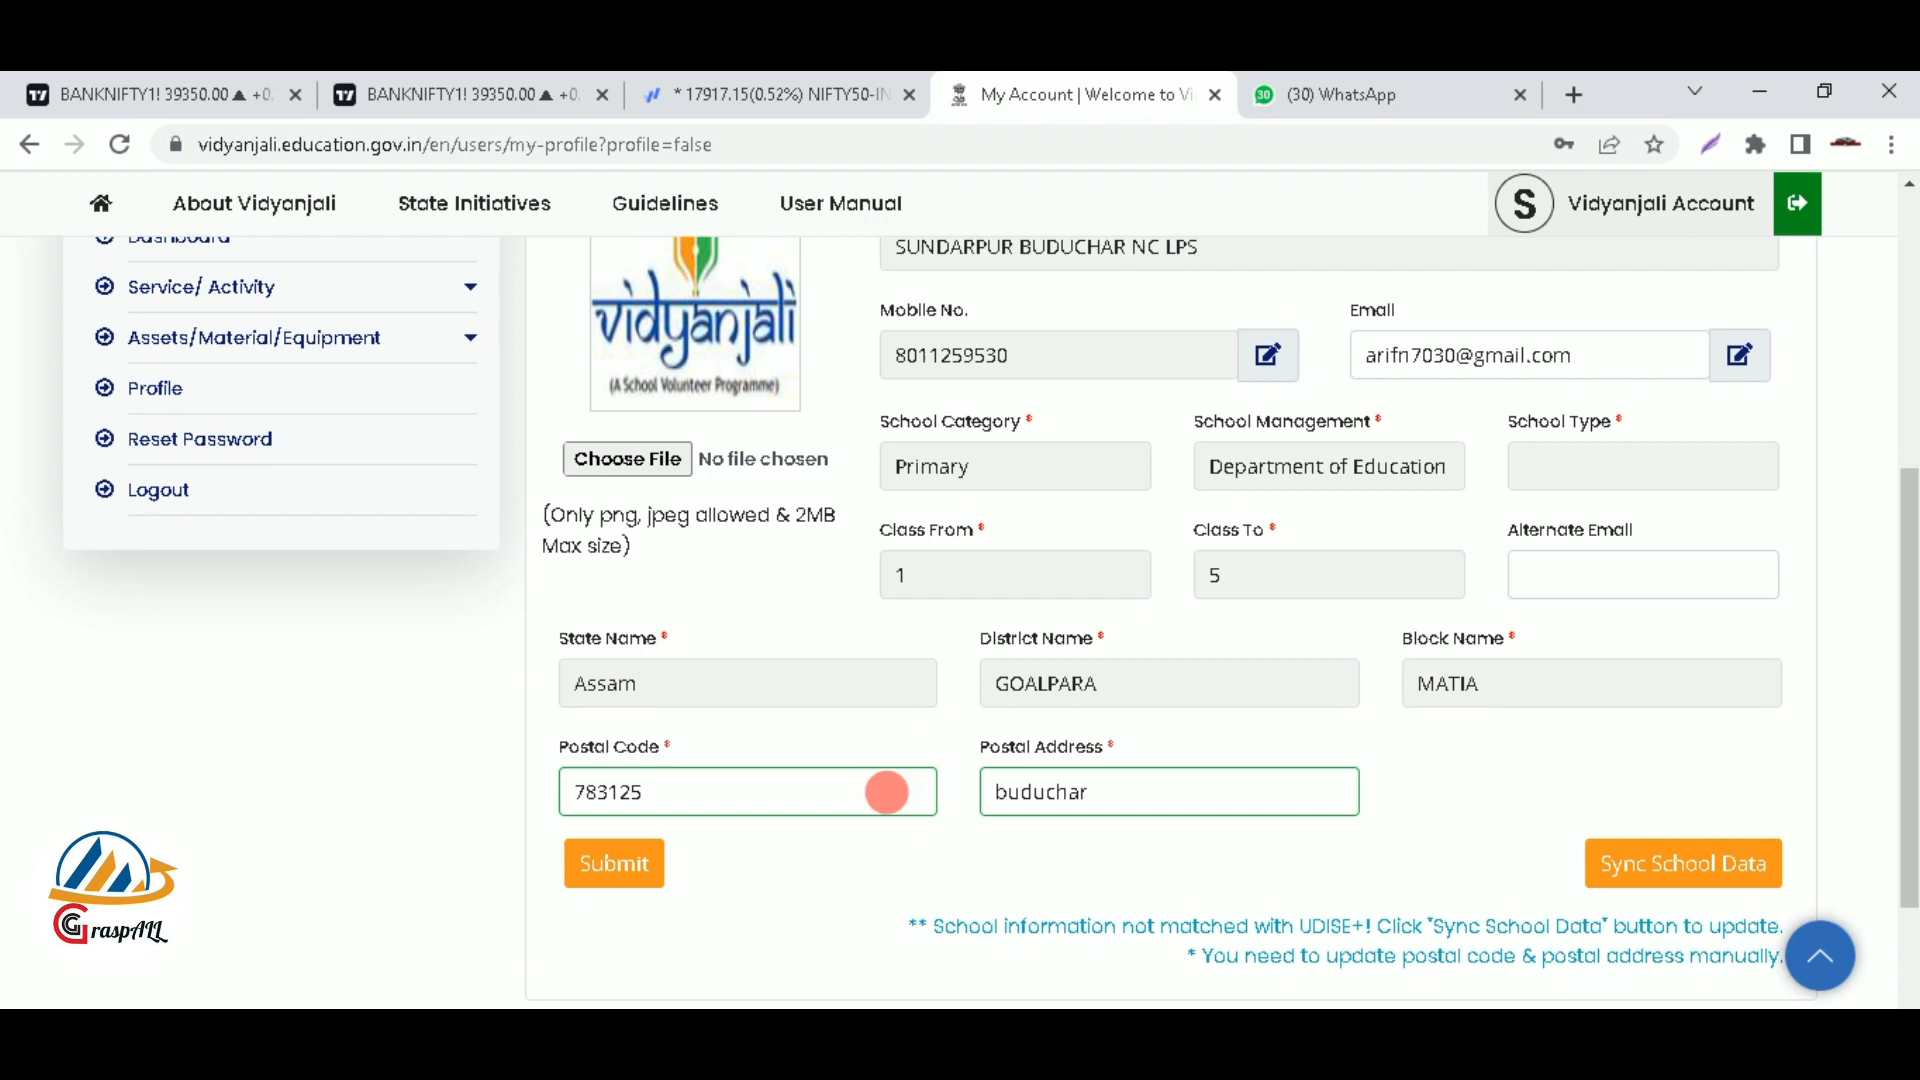 BANKNIFTY1! 39350.00 ▲ +0.
BANKNIFTY1! 39350.00 ▲ +0.
* 17917.15(0.52%) NIFTY50-IN
My Account | Welcome to Vi
30 (30) WhatsApp
vidyanjali.education.gov.in/en/users/my-profile?profile=false
About Vidyanjali
State Initiatives
Guidelines
User Manual
S Vidyanjali Account
Dashboard
Service/ Activity
Assets/Material/Equipment
Profile
Reset Password
Logout
vidyanjali
(A School Volunteer Programme)
Choose File No file chosen
(Only png, jpeg allowed & 2MB
Max size)
SUNDARPUR BUDUCHAR NC LPS
Mobile No.
Email
8011259530
arifn7030@gmail.com
School Category *
School Management *
School Type *
Primary
Department of Education
Class From *
Class To *
Alternate Email
1
5
State Name *
District Name *
Block Name *
Assam
GOALPARA
MATIA
Postal Code *
Postal Address *
783125
buduchar
Submit
Sync School Data
** School information not matched with UDISE+! Click "Sync School Data" button to update.
* You need to update postal code & postal address manually.
GraspALL